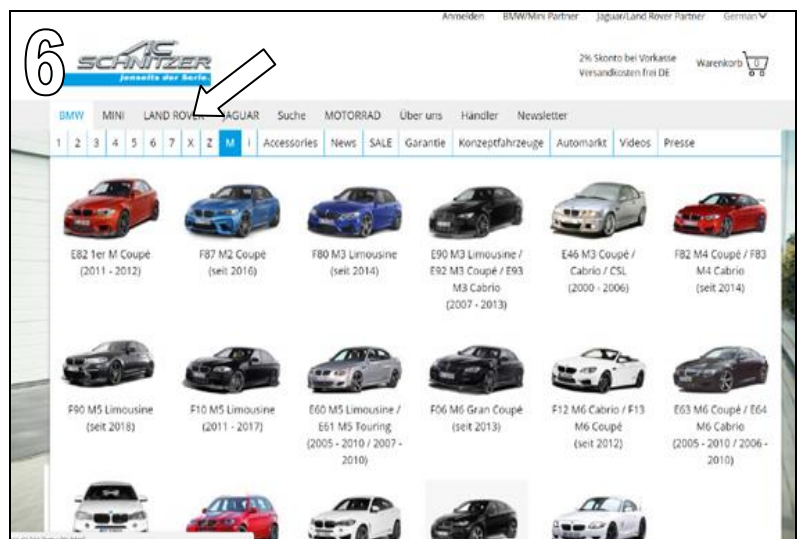 6
Anmelden BMW/Mini Partner Jaguar/Land Rover Partner German
AC
SCHNITZER
jenseits der Serie.
2% Skonto bei Vorkasse
Versandkosten frei DE
Warenkorb 0
BMW MINI LAND ROVER JAGUAR Suche MOTORRAD Über uns Händler Newsletter
1 2 3 4 5 6 7 X Z M i Accessories News SALE Garantie Konzeptfahrzeuge Automarkt Videos Presse
E82 1er M Coupé
(2011 - 2012)
F87 M2 Coupé
(seit 2016)
F80 M3 Limousine
(seit 2014)
E90 M3 Limousine /
E92 M3 Coupé / E93
M3 Cabrio
(2007 - 2013)
E46 M3 Coupé /
Cabrio / CSL
(2000 - 2006)
F82 M4 Coupé / F83
M4 Cabrio
(seit 2014)
F90 M5 Limousine
(seit 2018)
F10 M5 Limousine
(2011 - 2017)
E60 M5 Limousine /
E61 M5 Touring
(2005 - 2010 / 2007 -
2010)
F06 M6 Gran Coupé
(seit 2013)
F12 M6 Cabrio / F13
M6 Coupé
(seit 2012)
E63 M6 Coupé / E64
M6 Cabrio
(2005 - 2010 / 2006 -
2010)